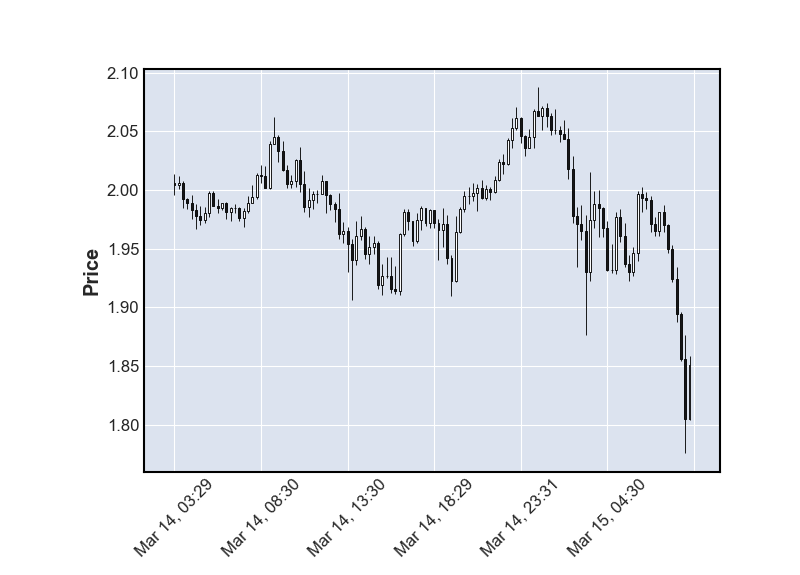 2.10
2.05
2.00
1.95
1.90
1.85
1.80
Price
Mar 14, 03:29
Mar 14, 08:30
Mar 14, 13:30
Mar 14, 18:29
Mar 14, 23:31
Mar 15, 04:30